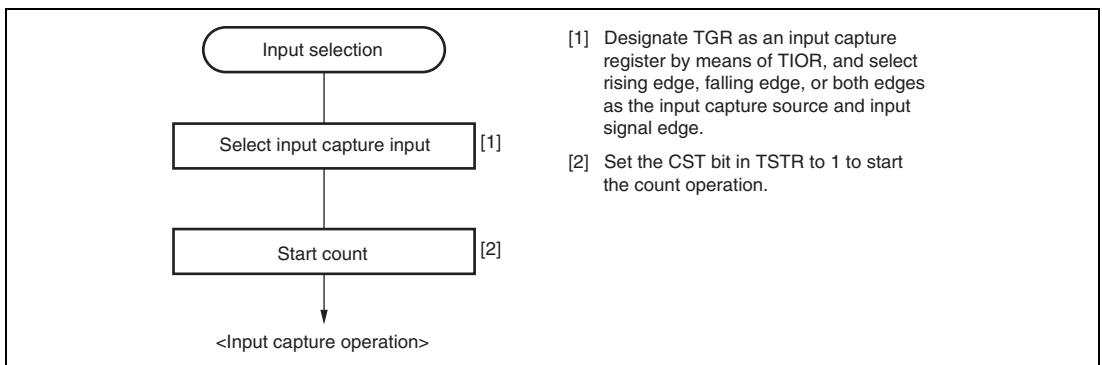 Input selection
Select input capture input
[1]
Start count
[2]
<Input capture operation>
[1] Designate TGR as an input capture
register by means of TIOR, and select
rising edge, falling edge, or both edges
as the input capture source and input
signal edge.
[2] Set the CST bit in TSTR to 1 to start
the count operation.